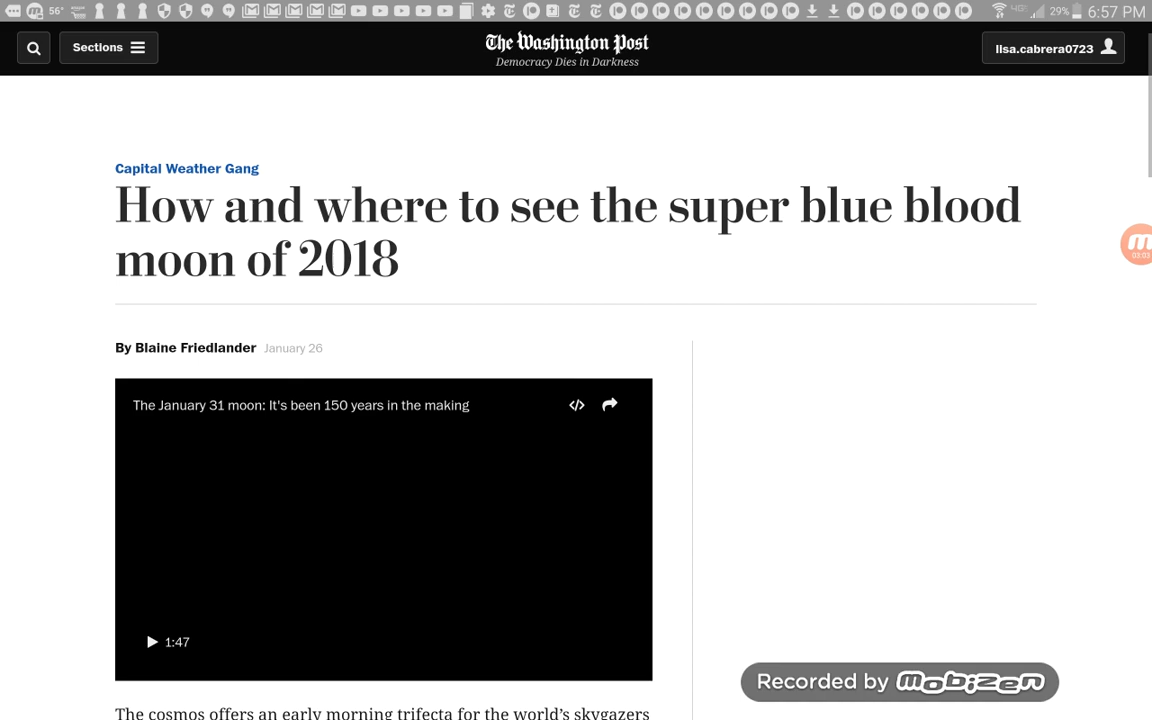 56° 29% 6:57 PM
Sections The Washington Post llsa.cabrera0723
Democracy Dies in Darkness
Capital Weather Gang
How and where to see the super blue blood
moon of 2018
By Blaine Friedlander January 26
The January 31 moon: It's been 150 years in the making
1:47
Recorded by mobizen
The cosmos offers an early morning trifecta for the world's skygazers